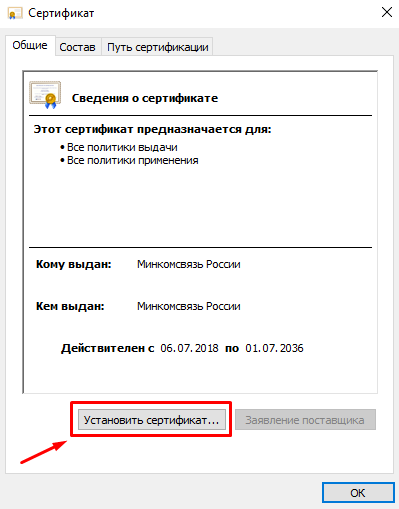 Сертификат
Общие Состав Путь сертификации
Сведения о сертификате
Этот сертификат предназначается для:
• Все политики выдачи
• Все политики применения
Кому выдан: Минкомсвязь России
Кем выдан: Минкомсвязь России
Действителен с 06.07.2018 по 01.07.2036
Установить сертификат... Заявление поставщика
ОК